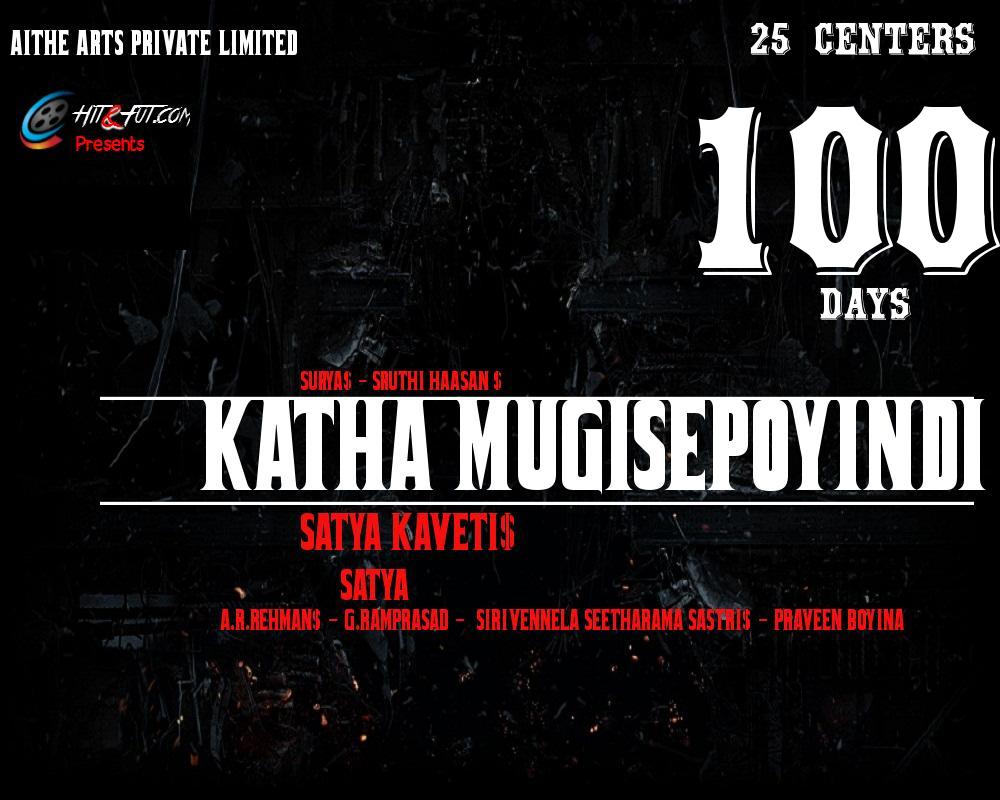 AITHE ARTS PRIVATE LIMITED
25 CENTERS
HIT&FUT.COM
Presents
100
DAYS
SURYA$ - SRUTHI HAASAN $
KATHA MUGISEPOYINDI
SATYA KAVETI$
SATYA
A.R.REHMAN$ - G.RAMPRASAD - SIRIVENNELA SEETHARAMA SASTRI$ - PRAVEEN BOYINA